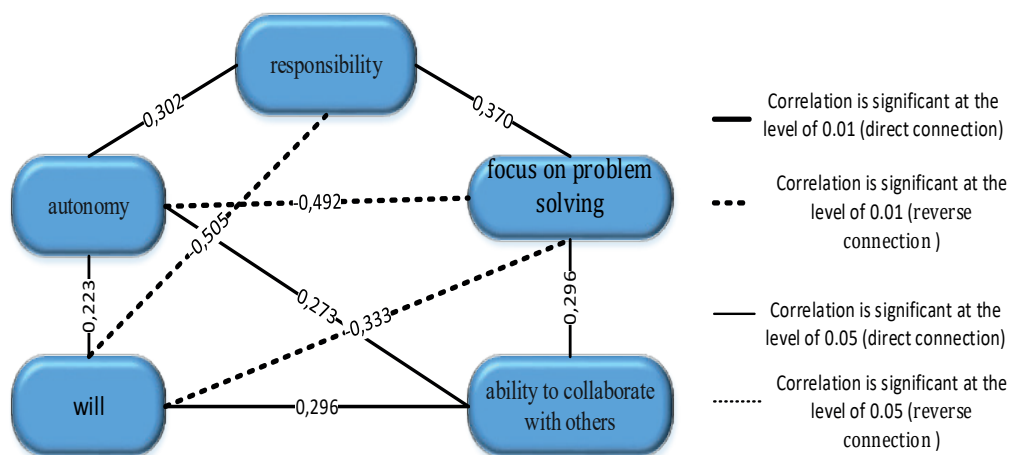 responsibility
0,302
0,370
autonomy
-0,492
focus on problem
solving
-0,505
0,223
0,273
-0,333
0,296
will
0,296
ability to collaborate
with others
Correlation is significant at the
level of 0.01 (direct connection)
Correlation is significant at the
level of 0.01 (reverse
connection )
Correlation is significant at the
level of 0.05 (direct connection)
Correlation is significant at the
level of 0.05 (reverse
connection )